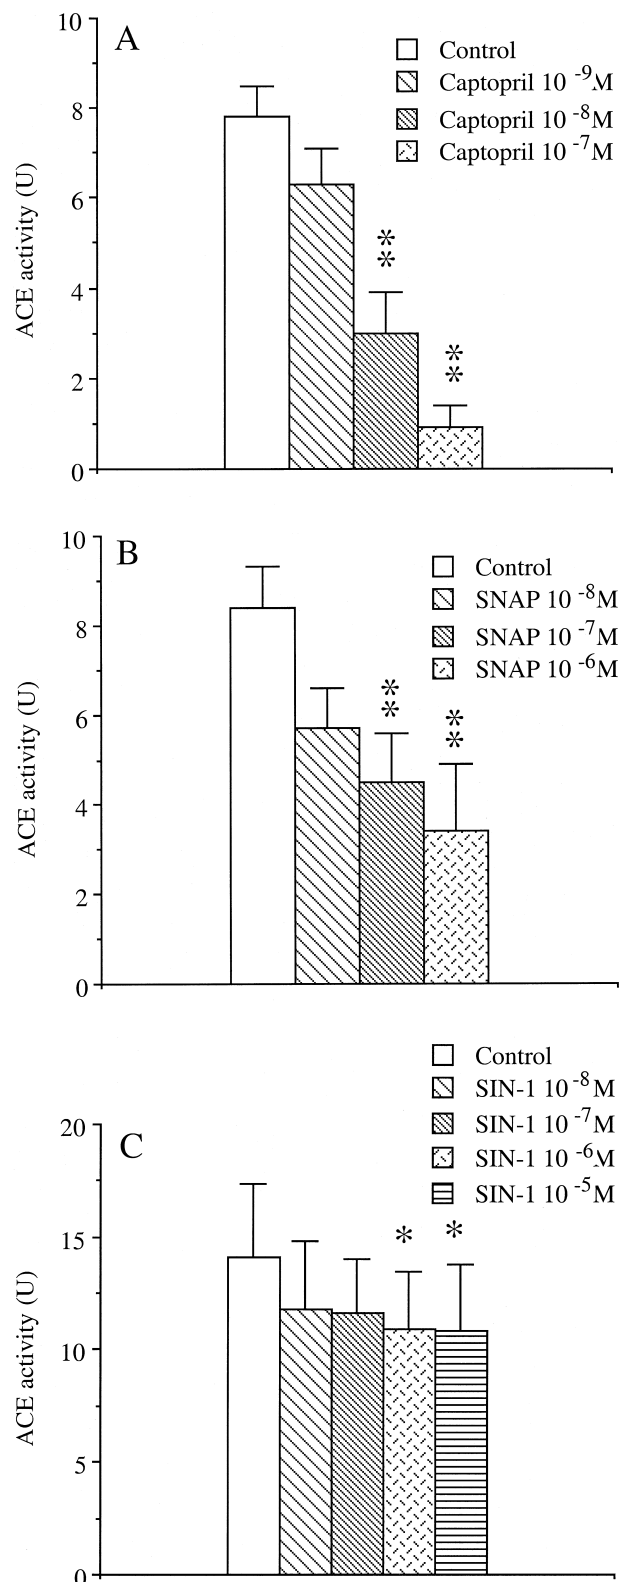 A
Control
Captopril 10 -9M
Captopril 10 -8M
Captopril 10 -7M
ACE activity (U)
10
8
6
4
2
0
**
**
B
Control
SNAP 10 -8M
SNAP 10 -7M
SNAP 10 -6M
ACE activity (U)
10
8
6
4
2
0
**
**
Control
SIN-1 10 -8M
SIN-1 10 -7M
SIN-1 10 -6M
SIN-1 10 -5M
C
ACE activity (U)
20
15
10
5
0
*
*